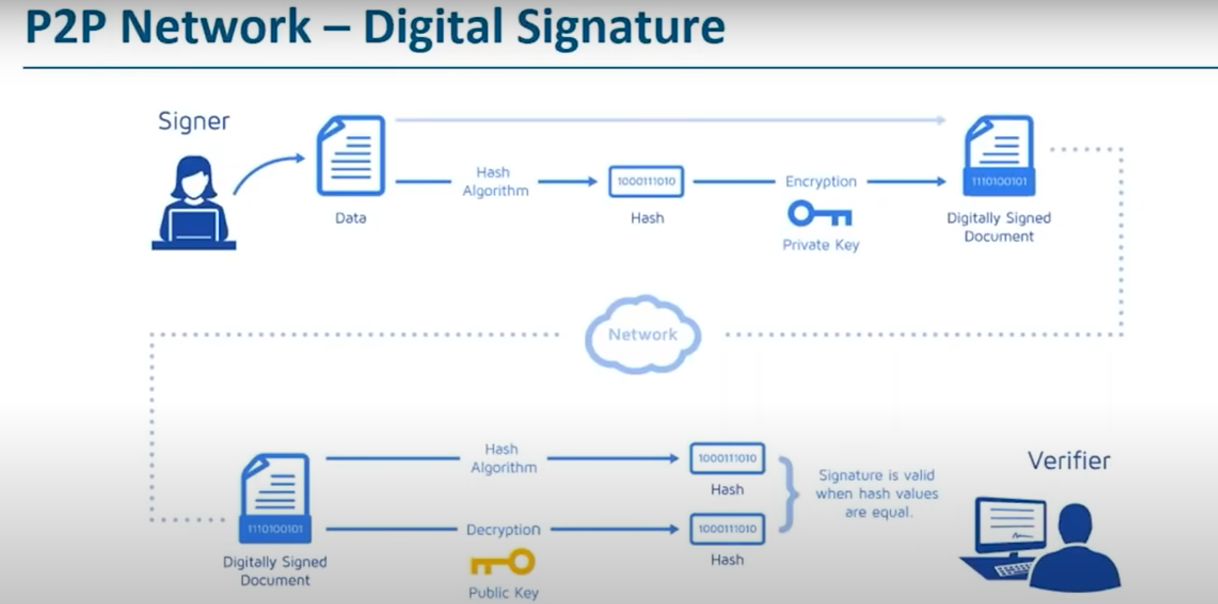 P2P Network – Digital Signature
Signer
Data
Hash
Algorithm
1000111010
Hash
Encryption
Private Key
1110100101
Digitally Signed
Document
Network
1110100101
Digitally Signed
Document
Hash
Algorithm
1000111010
Hash
Decryption
Public Key
1000111010
Hash
Signature is valid
when hash values
are equal.
Verifier